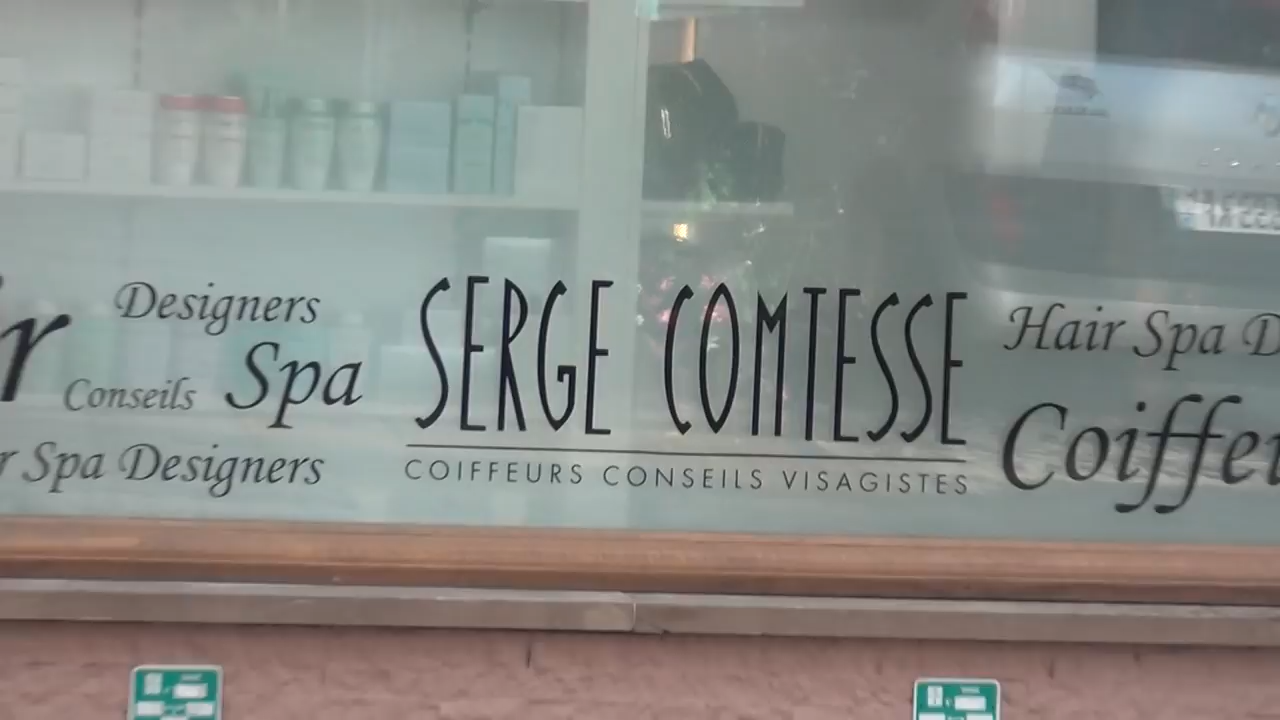 Designers
Conseils Spa
Spa Designers
SERGE COMTESSE
COIFFEURS CONSEILS VISAGISTES
Hair Spa